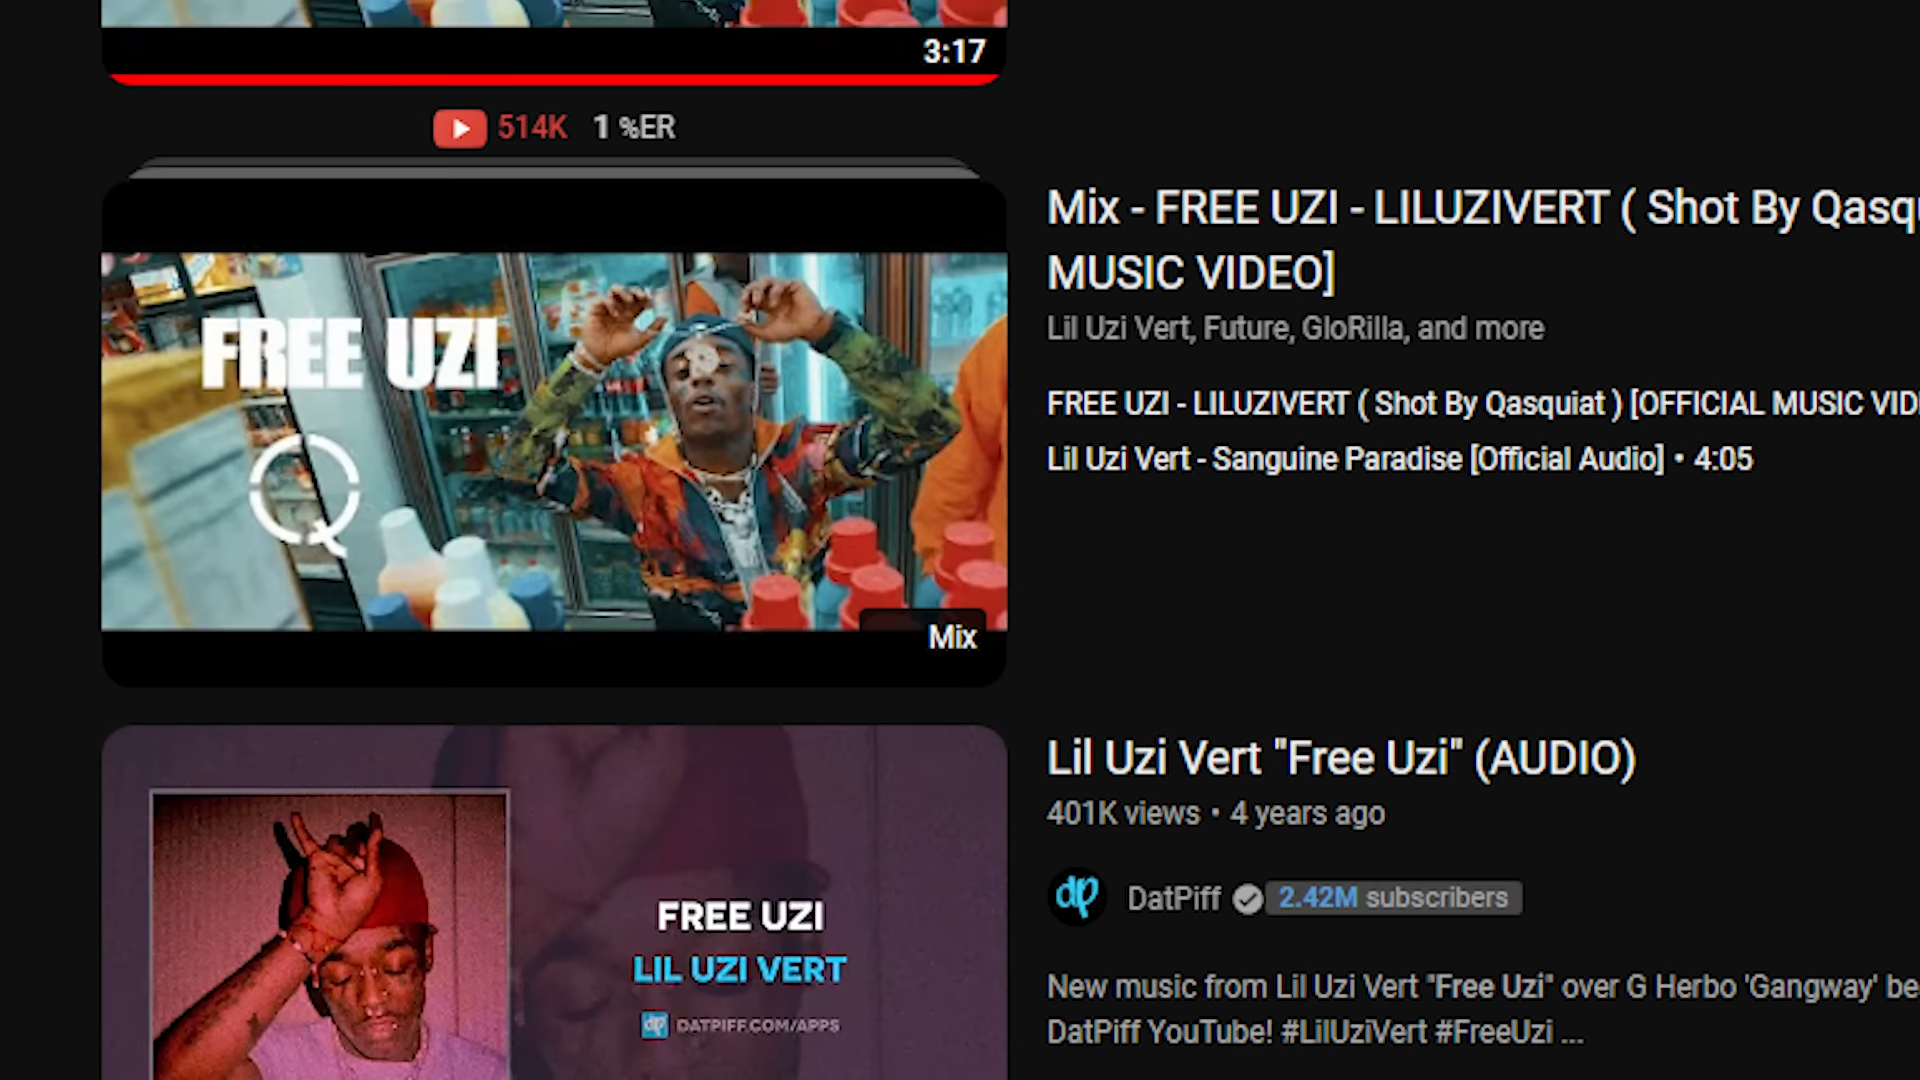 3:17
514K 1 %ER
Mix - FREE UZI - LILUZIVERT ( Shot By Qasqu
MUSIC VIDEO]
Lil Uzi Vert, Future, GloRilla, and more
FREE UZI - LILUZIVERT ( Shot By Qasquiat ) [OFFICIAL MUSIC VID
Lil Uzi Vert - Sanguine Paradise [Official Audio] • 4:05
FREE UZI
Q
Mix
Lil Uzi Vert "Free Uzi" (AUDIO)
401K views • 4 years ago
dp DatPiff 2.42M subscribers
New music from Lil Uzi Vert "Free Uzi" over G Herbo 'Gangway' be
DatPiff YouTube! #LilUziVert #FreeUzi ...
FREE UZI
LIL UZI VERT
dp DATPIFF.COM/APPS